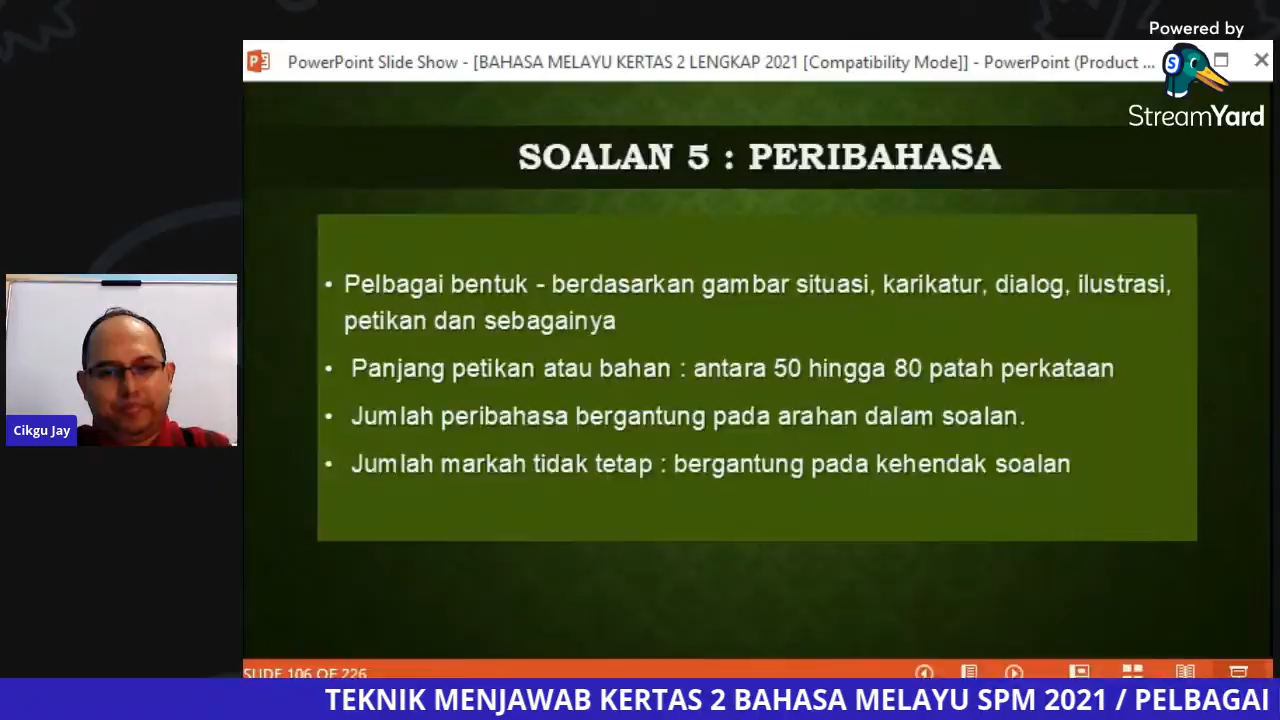 Powered by
PowerPoint Slide Show - [BAHASA MELAYU KERTAS 2 LENGKAP 2021 [Compatibility Mode]] - PowerPoint (Product ...
StreamYard
SOALAN 5 : PERIBAHASA
• Pelbagai bentuk - berdasarkan gambar situasi, karikatur, dialog, ilustrasi,
petikan dan sebagainya
• Panjang petikan atau bahan : antara 50 hingga 80 patah perkataan
• Jumlah peribahasa bergantung pada arahan dalam soalan.
• Jumlah markah tidak tetap : bergantung pada kehendak soalan
Cikgu Jay
SLIDE 106 OF 226
TEKNIK MENJAWAB KERTAS 2 BAHASA MELAYU SPM 2021 / PELBAGAI